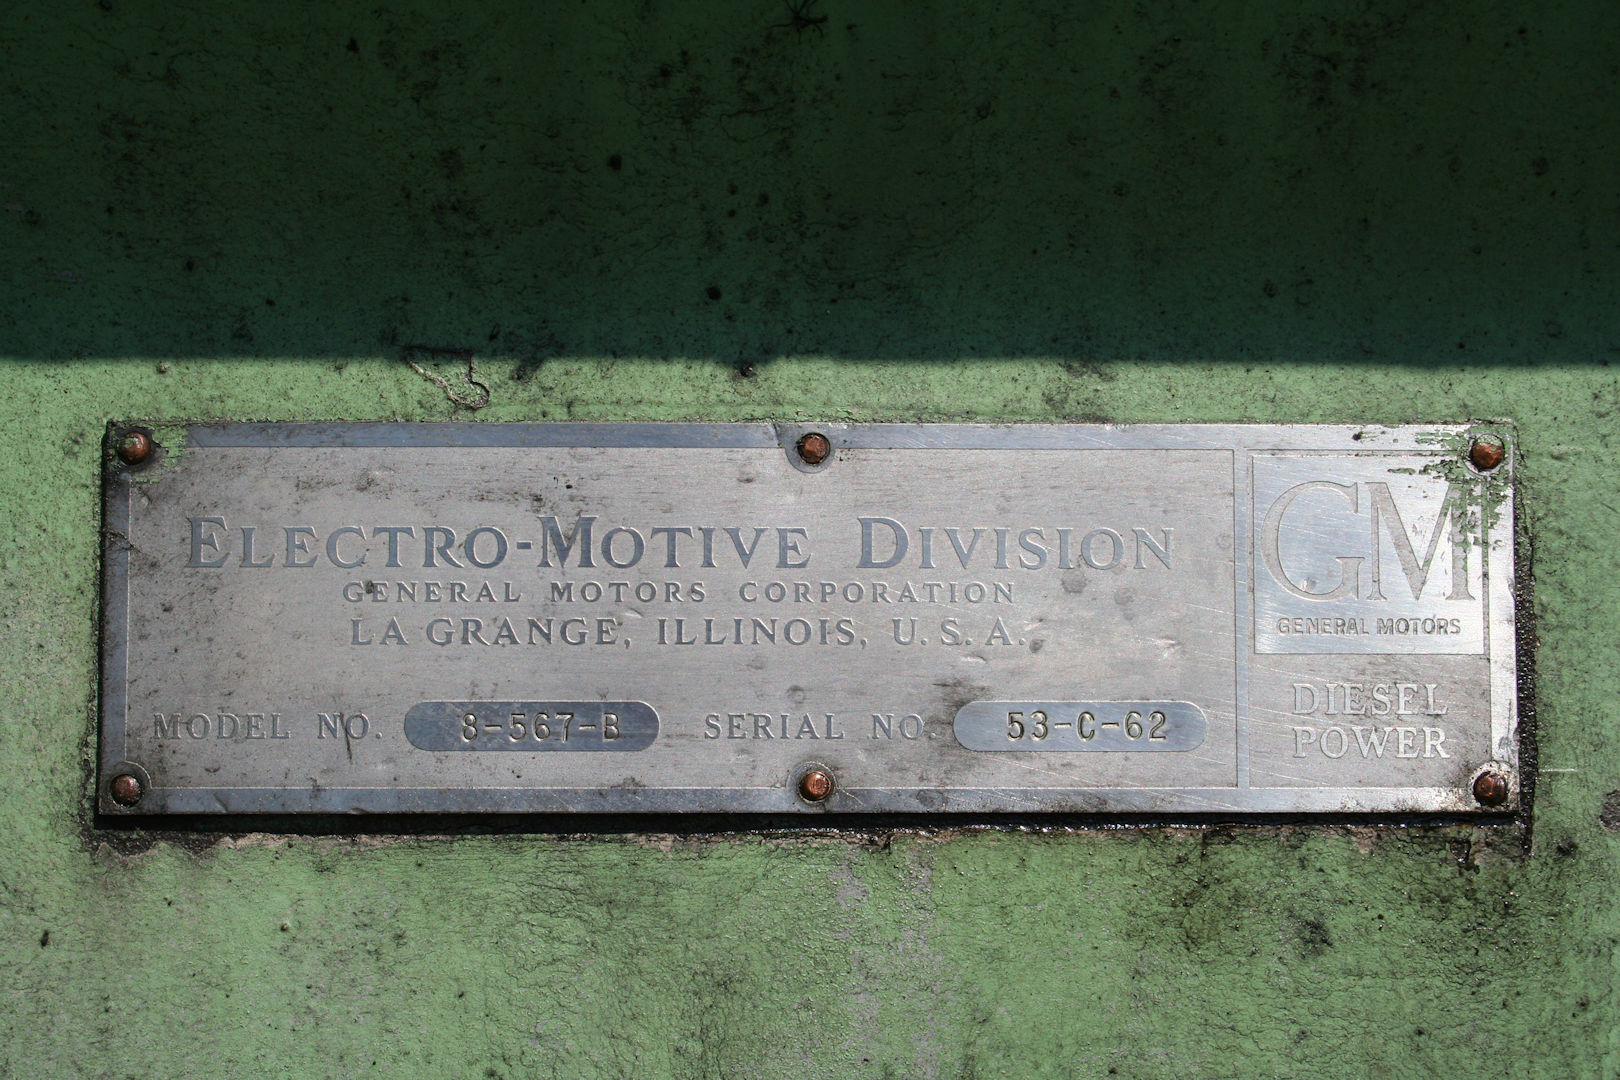 ELECTRO-MOTIVE DIVISION
GENERAL MOTORS CORPORATION
LA GRANGE, ILLINOIS, U.S.A.
MODEL NO. 8-567-B SERIAL NO. 53-C-62
GM
GENERAL MOTORS
DIESEL
POWER